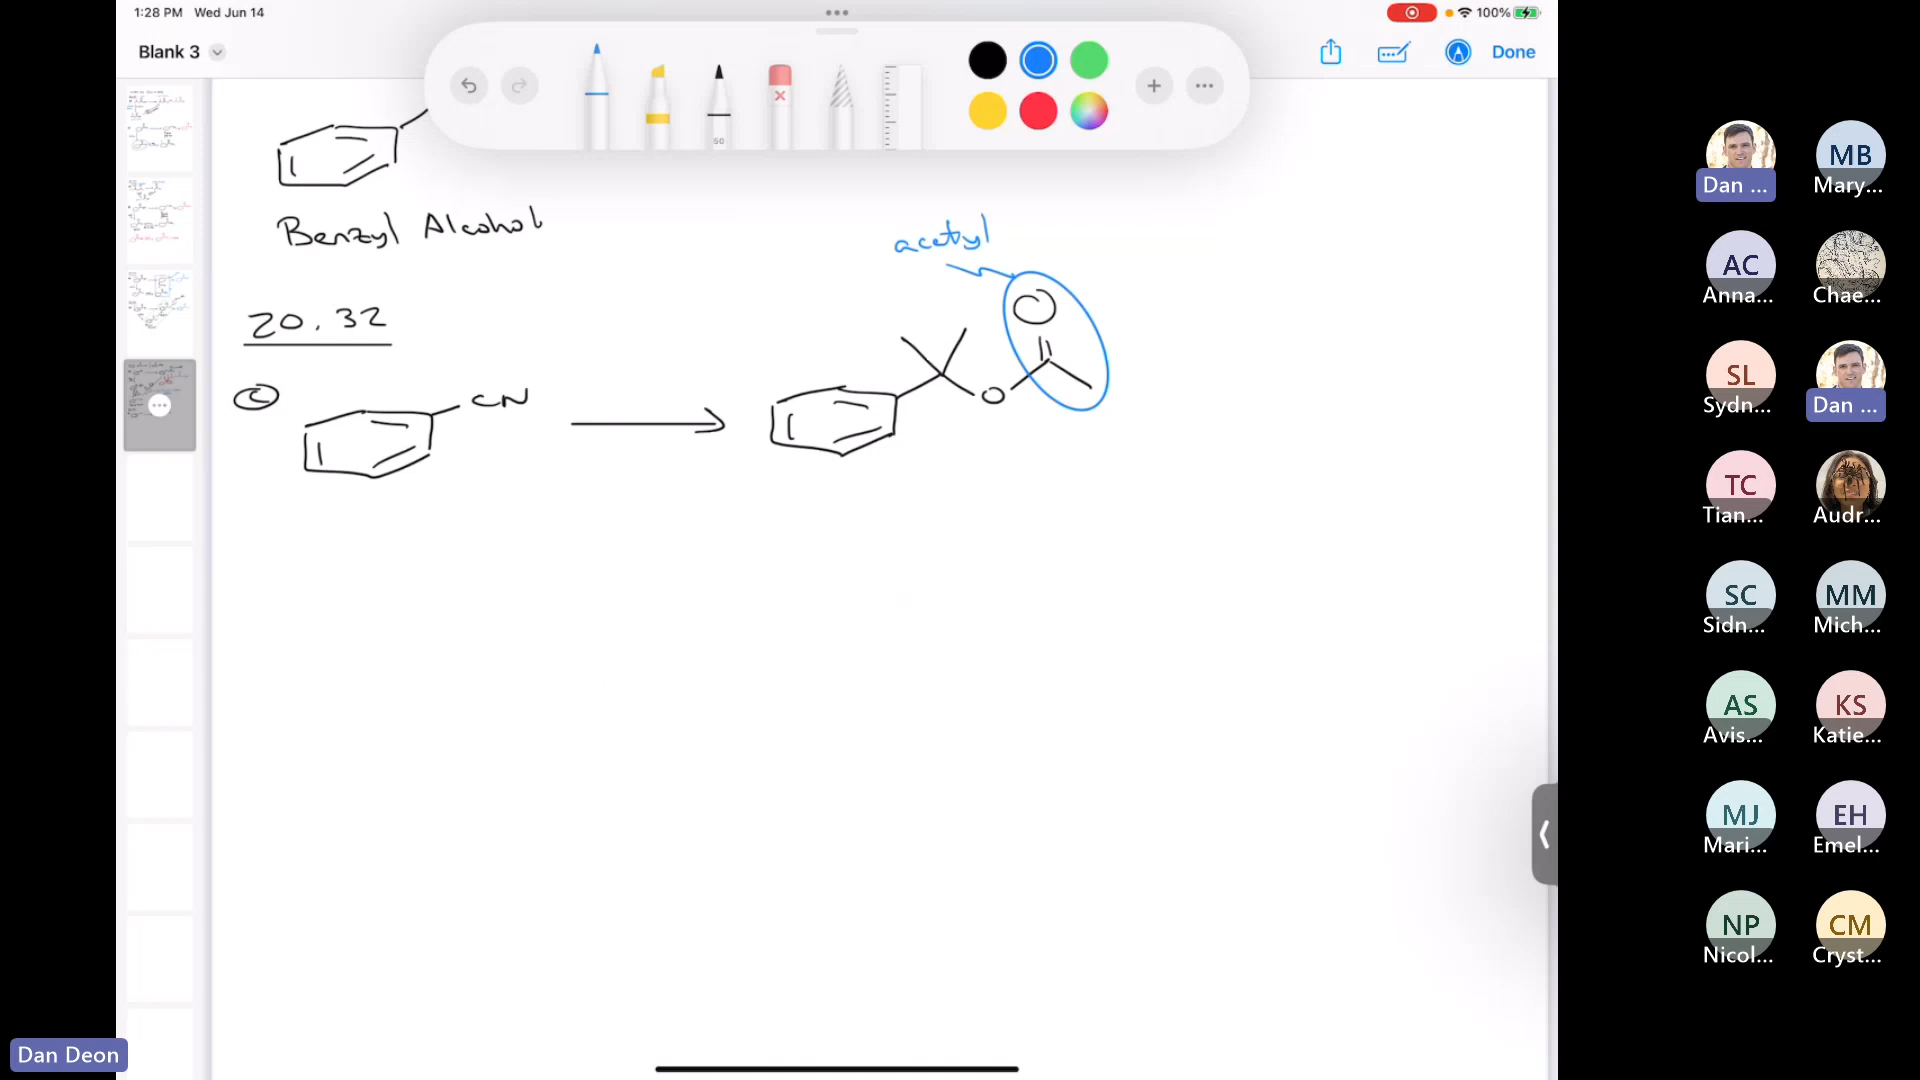 1:28 PM Wed Jun 14
100%
Blank 3
Done
50
Benzyl Alcohol
acetyl
20.32
O
c
CN
O
Dan ...
MB
Mary...
AC
Anna...
Chae...
SL
Sydn...
Dan ...
TC
Tian...
Audr...
SC
Sidn...
MM
Mich...
AS
Avis...
KS
Katie...
MJ
Mari...
EH
Emel...
NP
Nicol...
CM
Cryst...
Dan Deon